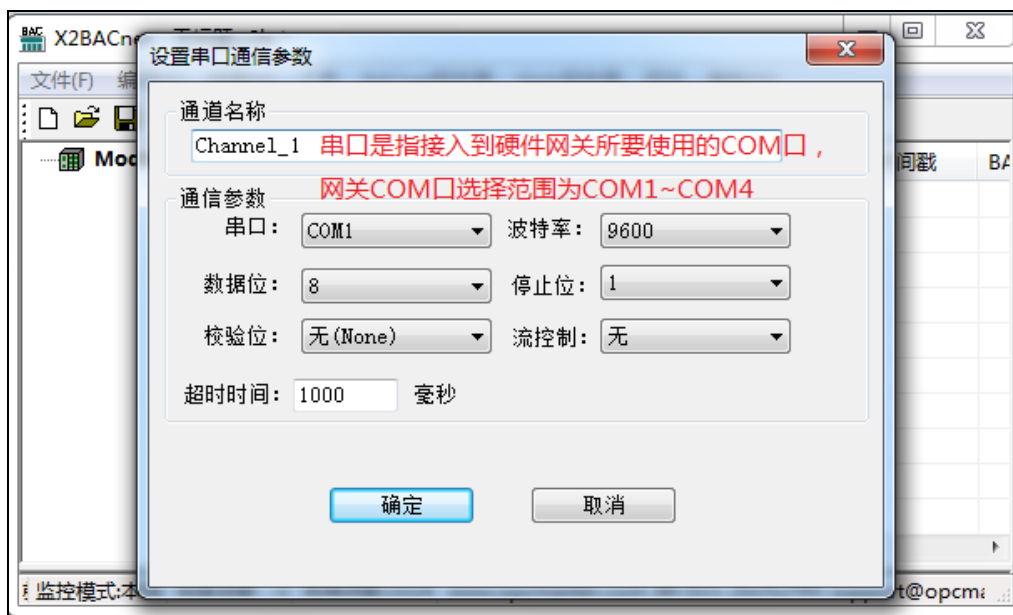 X2BACne
设置串口通信参数
文件(F) 编
通道名称
Channel_1 串口是指接入到硬件网关所要使用的COM口，
网关COM口选择范围为COM1~COM4
Mod
间戳 BA
通信参数
串口： COM1 波特率： 9600
数据位： 8 停止位： 1
校验位： 无(None) 流控制： 无
超时时间： 1000 毫秒
确定 取消
监控模式:本 t@opcma